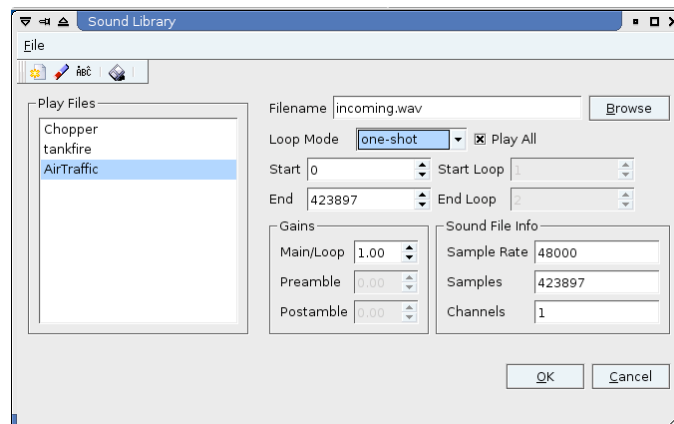 Sound Library
File
ÀBĈ
Play Files
Chopper
tankfire
AirTraffic
Filename incoming.wav Browse
Loop Mode one-shot Play All
Start 0 Start Loop 1
End 423897 End Loop 2
Gains
Main/Loop 1.00
Preamble 0.00
Postamble 0.00
Sound File Info
Sample Rate 48000
Samples 423897
Channels 1
OK Cancel